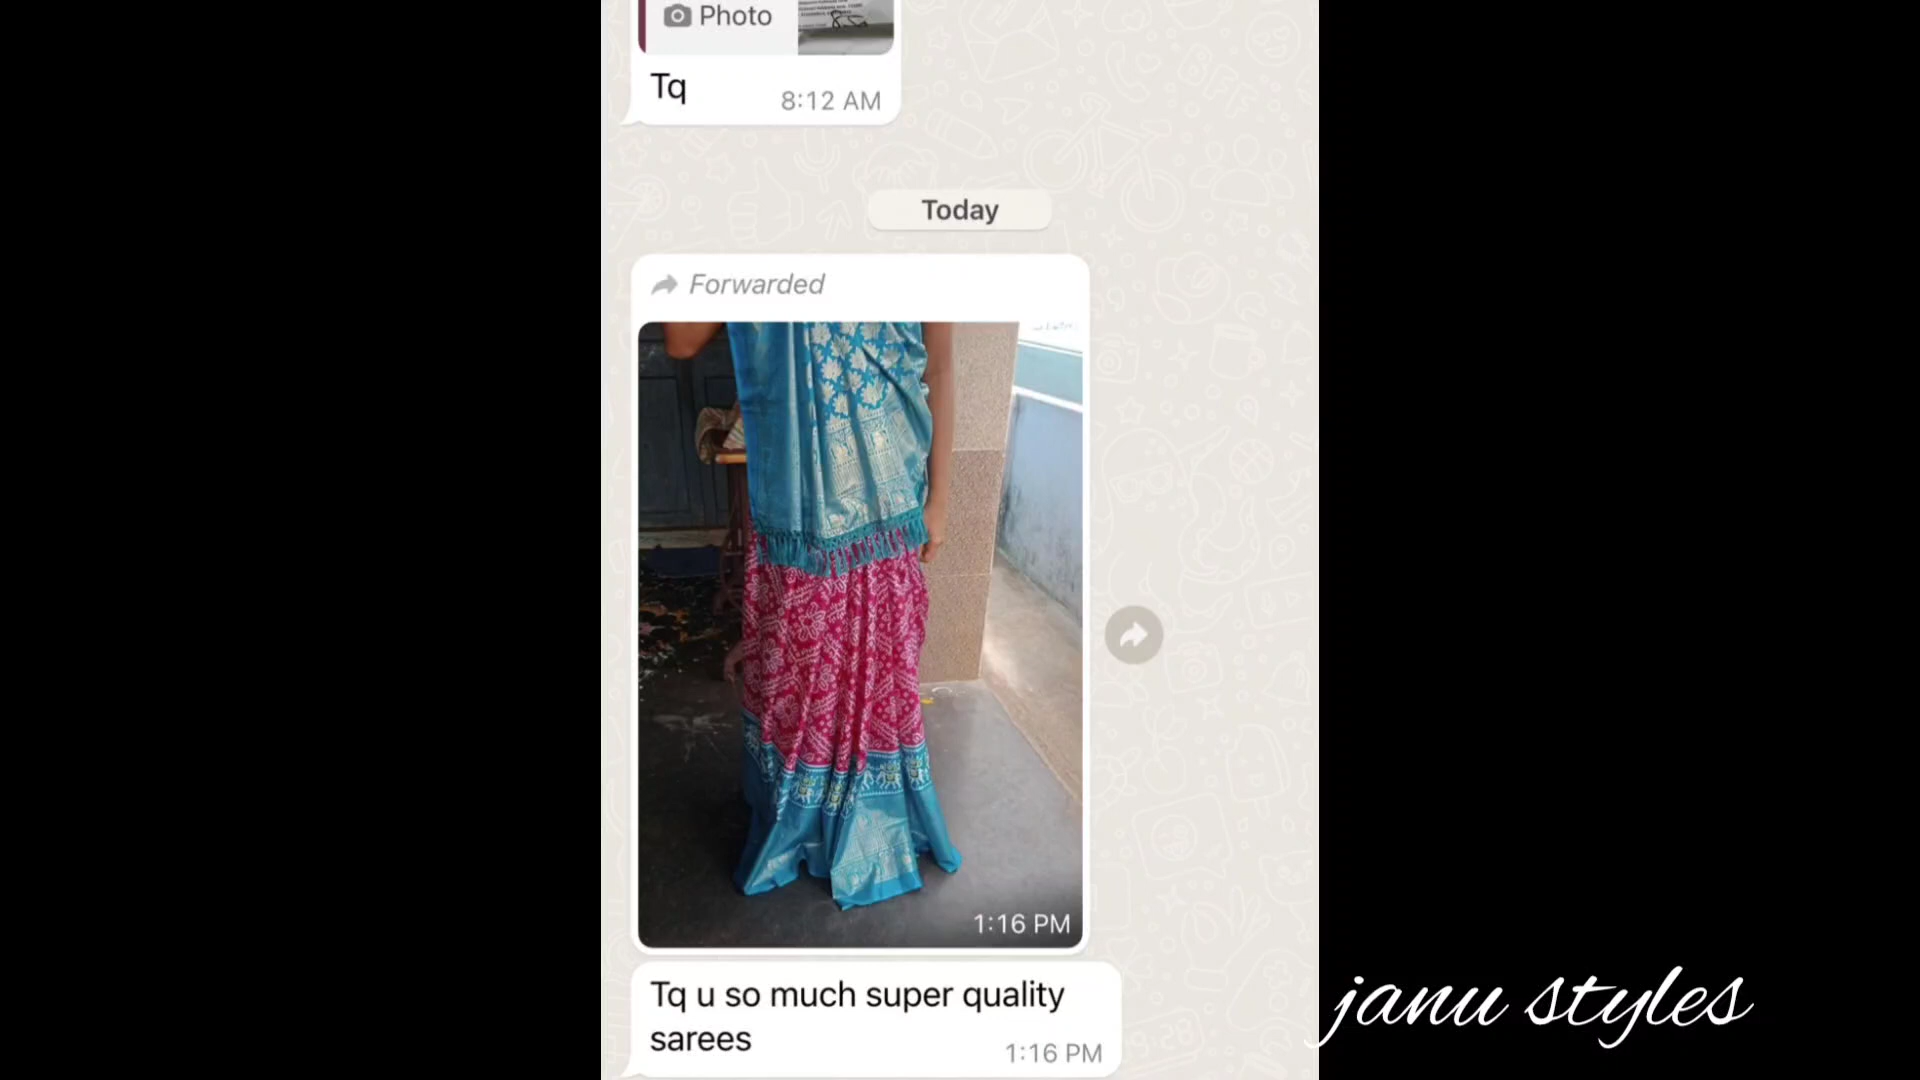 Photo
Tq
8:12 AM
Today
Forwarded
1:16 PM
Tq u so much super quality
sarees
1:16 PM
janu styles